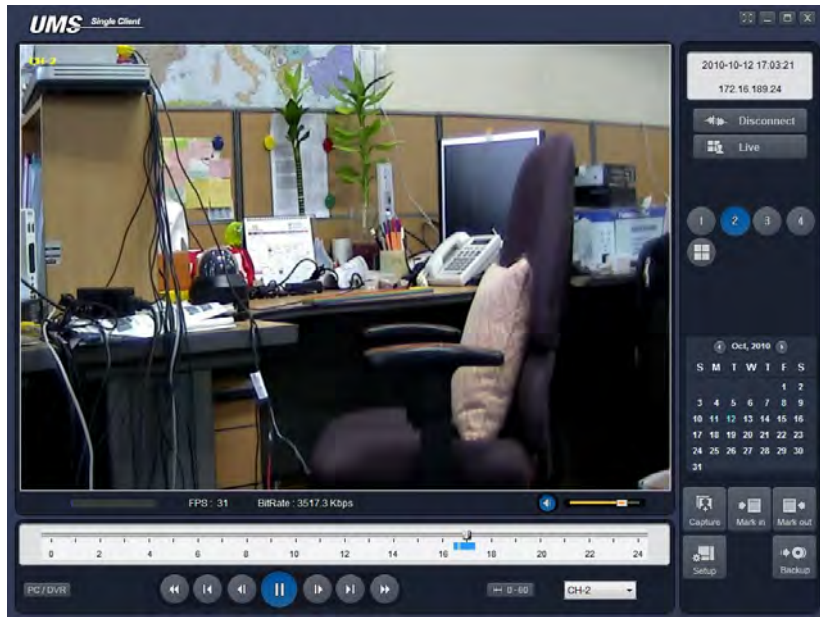 UMS Single Client
CH-2
2010-10-12 17:03:21
172.16.189.24
Disconnect
Live
1 2 3 4
Oct, 2010
S M T W T F S
1 2
3 4 5 6 7 8 9
10 11 12 13 14 15 16
17 18 19 20 21 22 23
24 25 26 27 28 29 30
31
FPS : 31 BitRate : 3517.3 Kbps
Capture Mark in Mark out
0 2 4 6 8 10 12 14 16 18 20 22 24
Setup Backup
PC / DVR
0 - 60
CH-2